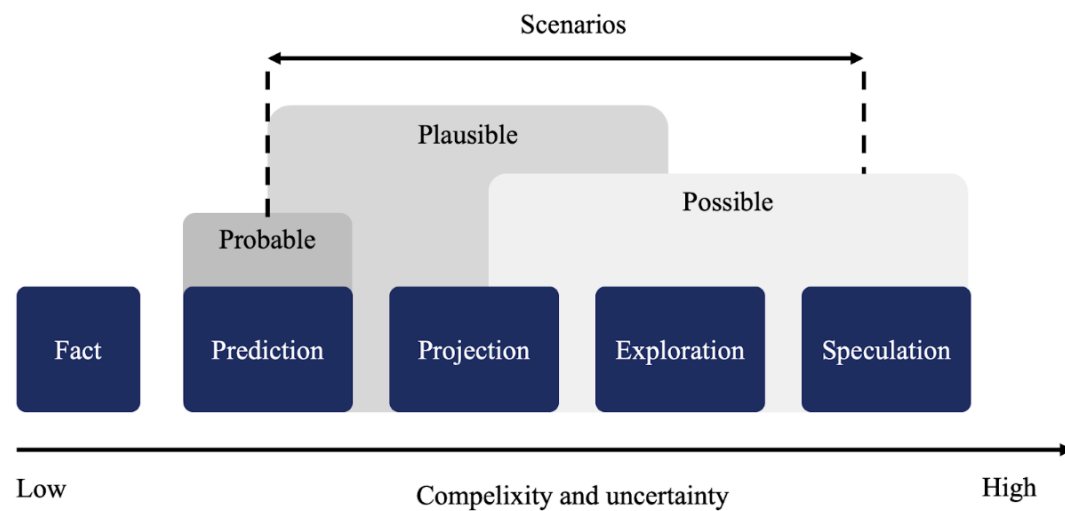 Scenarios
Plausible
Possible
Probable
Fact
Prediction
Projection
Exploration
Speculation
Low
Compelixity and uncertainty
High